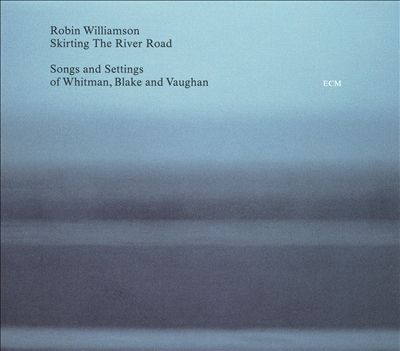 Robin Williamson
Skirting The River Road
Songs and Settings
of Whitman, Blake and Vaughan
ECM